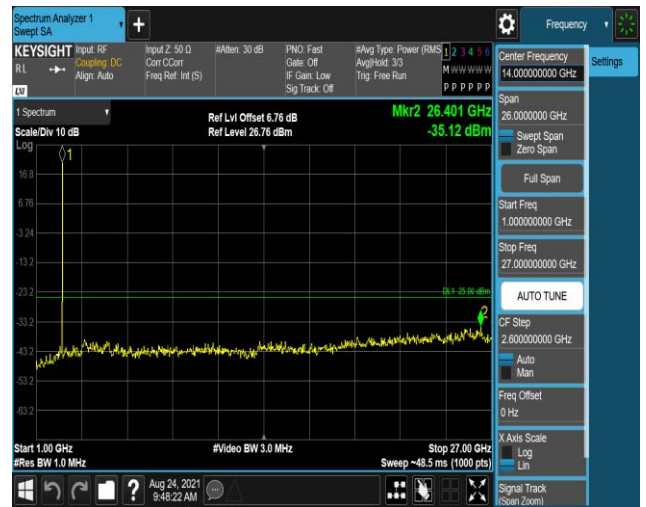 Spectrum Analyzer 1
Swept SA
+
Frequency
KEYSIGHT
RL
LXI
Input: RF
Coupling: DC
Align: Auto
Input Z: 50 Ω
Corr CCorr
Freq Ref: Int (S)
#Atten: 30 dB
PNO: Fast
Gate: Off
IF Gain: Low
Sig Track: Off
#Avg Type: Power (RMS
Avg|Hold: 3/3
Trig: Free Run
1 2 3 4 5 6
M W W W W W
P P P P P P
1 Spectrum
Scale/Div 10 dB
Ref Lvl Offset 6.76 dB
Ref Level 26.76 dBm
Mkr2 26.401 GHz
-35.12 dBm
Log
1
16.8
6.76
-3.24
-13.2
-23.2
DL1 -25.00 dBm
2
-33.2
-43.2
-53.2
-63.2
Start 1.00 GHz
#Res BW 1.0 MHz
#Video BW 3.0 MHz
Stop 27.00 GHz
Sweep ~48.5 ms (1000 pts)
?
Aug 24, 2021
9:48:22 AM
Center Frequency
14.000000000 GHz
Settings
Span
26.0000000 GHz
Swept Span
Zero Span
Full Span
Start Freq
1.000000000 GHz
Stop Freq
27.000000000 GHz
AUTO TUNE
CF Step
2.600000000 GHz
Auto
Man
Freq Offset
0 Hz
X Axis Scale
Log
Lin
Signal Track
(Span Zoom)